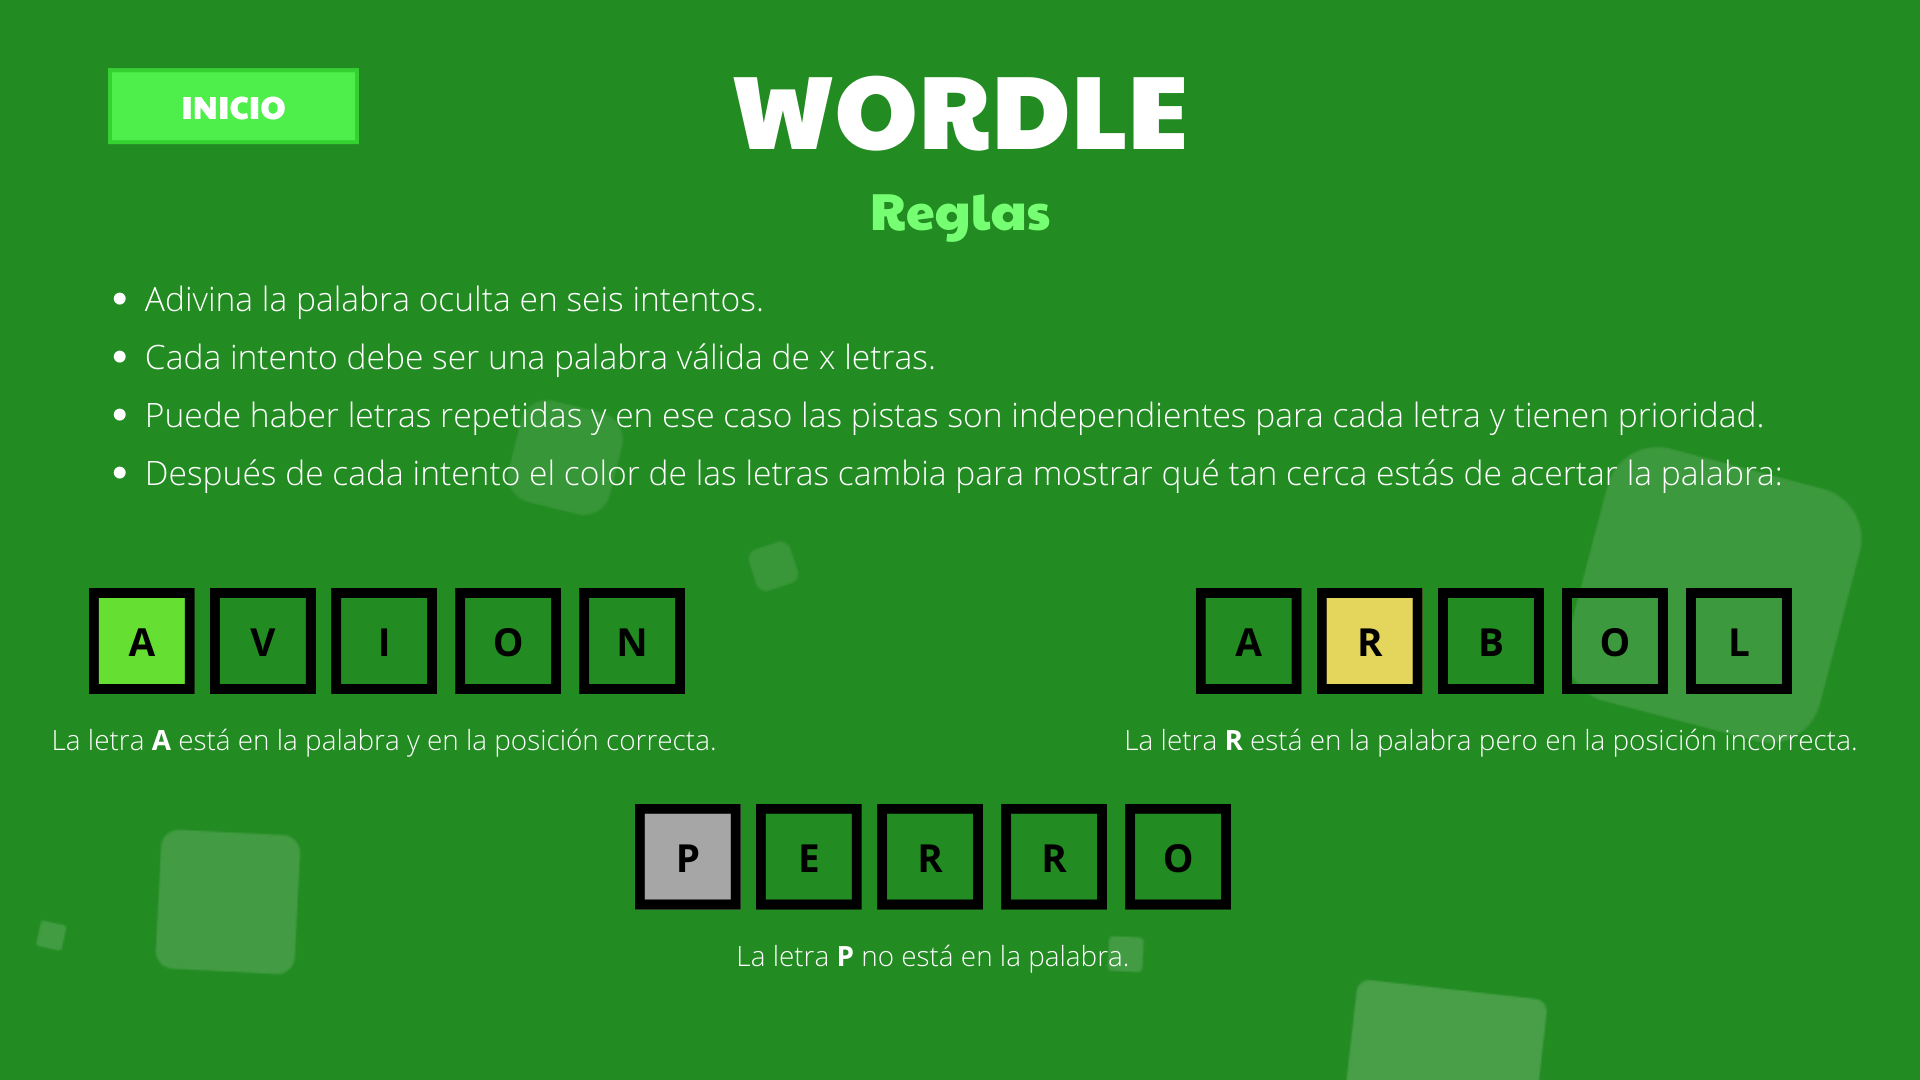 INICIO
WORDLE
Reglas
• Adivina la palabra oculta en seis intentos.
• Cada intento debe ser una palabra válida de x letras.
• Puede haber letras repetidas y en ese caso las pistas son independientes para cada letra y tienen prioridad.
• Después de cada intento el color de las letras cambia para mostrar qué tan cerca estás de acertar la palabra:
A V I O N
La letra A está en la palabra y en la posición correcta.
A R B O L
La letra R está en la palabra pero en la posición incorrecta.
P E R R O
La letra P no está en la palabra.